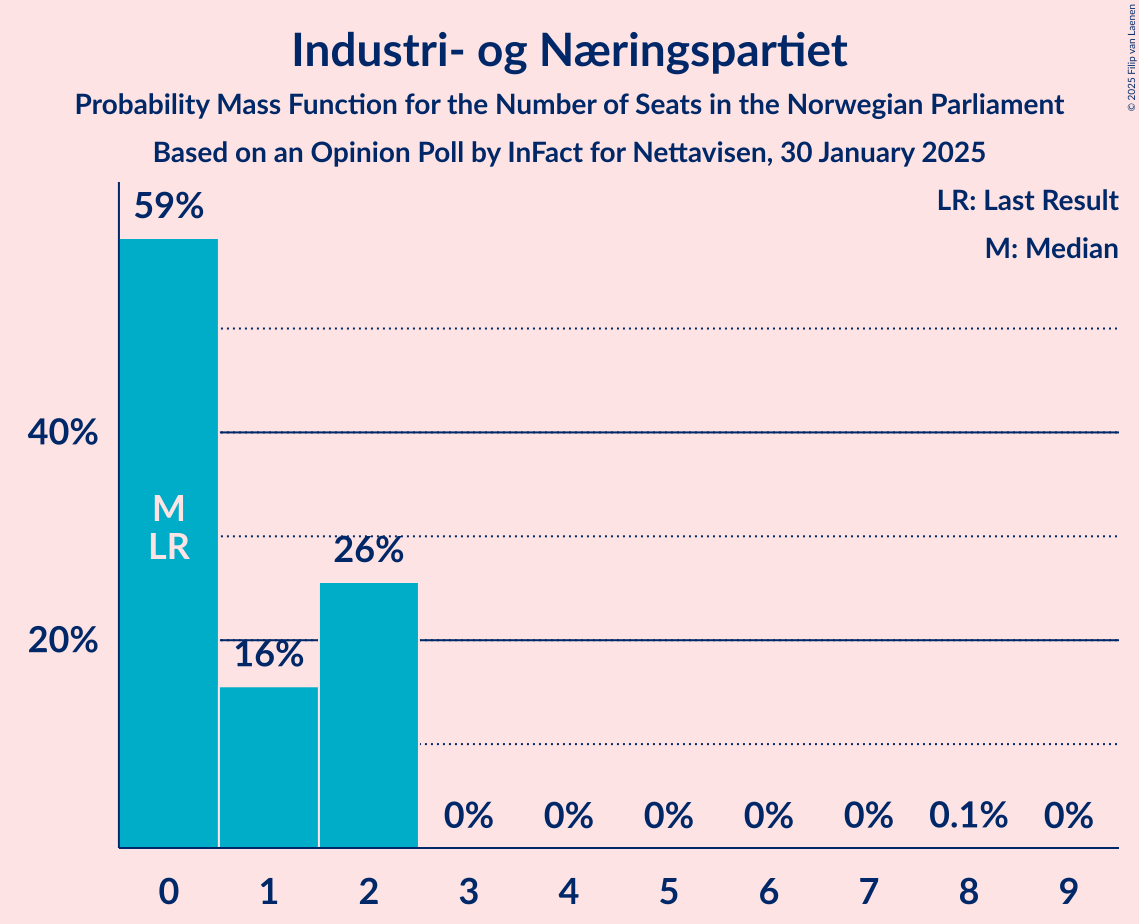 Industri- og Næringspartiet
Probability Mass Function for the Number of Seats in the Norwegian Parliament
Based on an Opinion Poll by InFact for Nettavisen, 30 January 2025
© 2025 Filip van Laenen
LR: Last Result
M: Median
59%
40%
M
LR
26%
20%
16%
0%
0%
0%
0%
0%
0.1%
0%
0
1
2
3
4
5
6
7
8
9